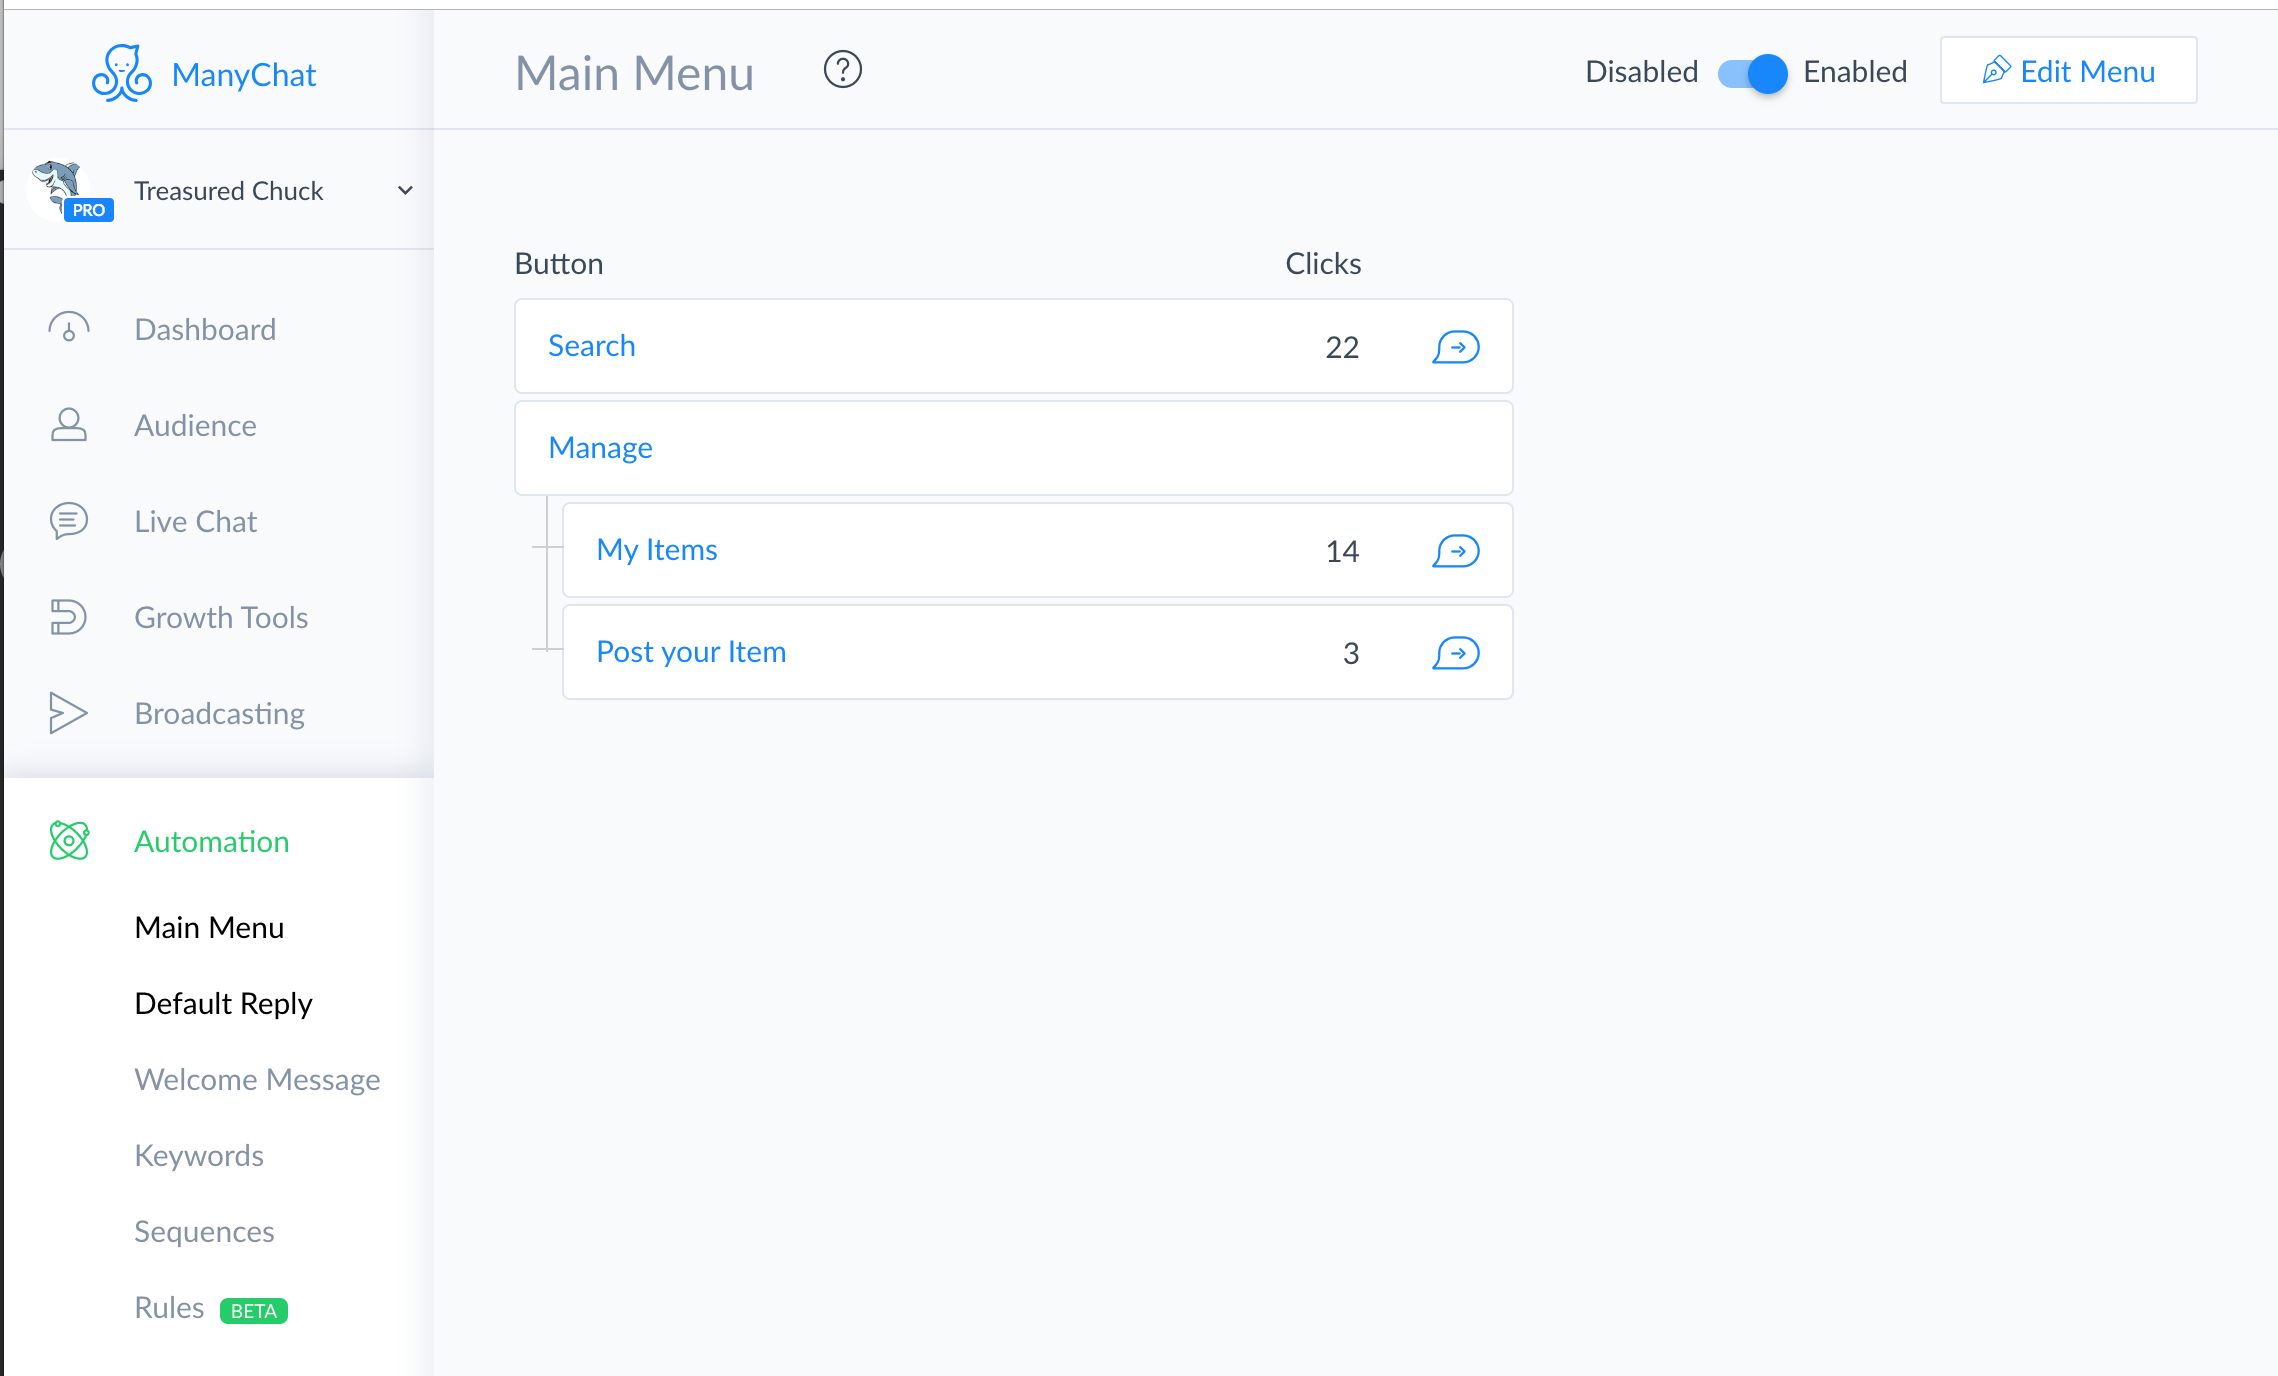 ManyChat
Main Menu ?
Disabled Enabled Edit Menu
PRO Treasured Chuck
Dashboard
Audience
Live Chat
Growth Tools
Broadcasting
Automation
Main Menu
Default Reply
Welcome Message
Keywords
Sequences
Rules BETA
Button Clicks
Search 22
Manage
My Items 14
Post your Item 3